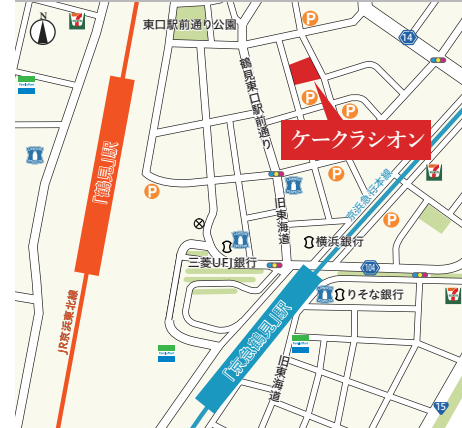 N
東口駅前通り公園
P
14
鶴見東口駅前通り
P
P
ケークラシオン
「鶴見」駅
P
P
旧東海道
京浜急行本線
P
横浜銀行
三菱UFJ銀行
104
りそな銀行
JR京浜東北線
「京急鶴見」駅
旧東海道
15